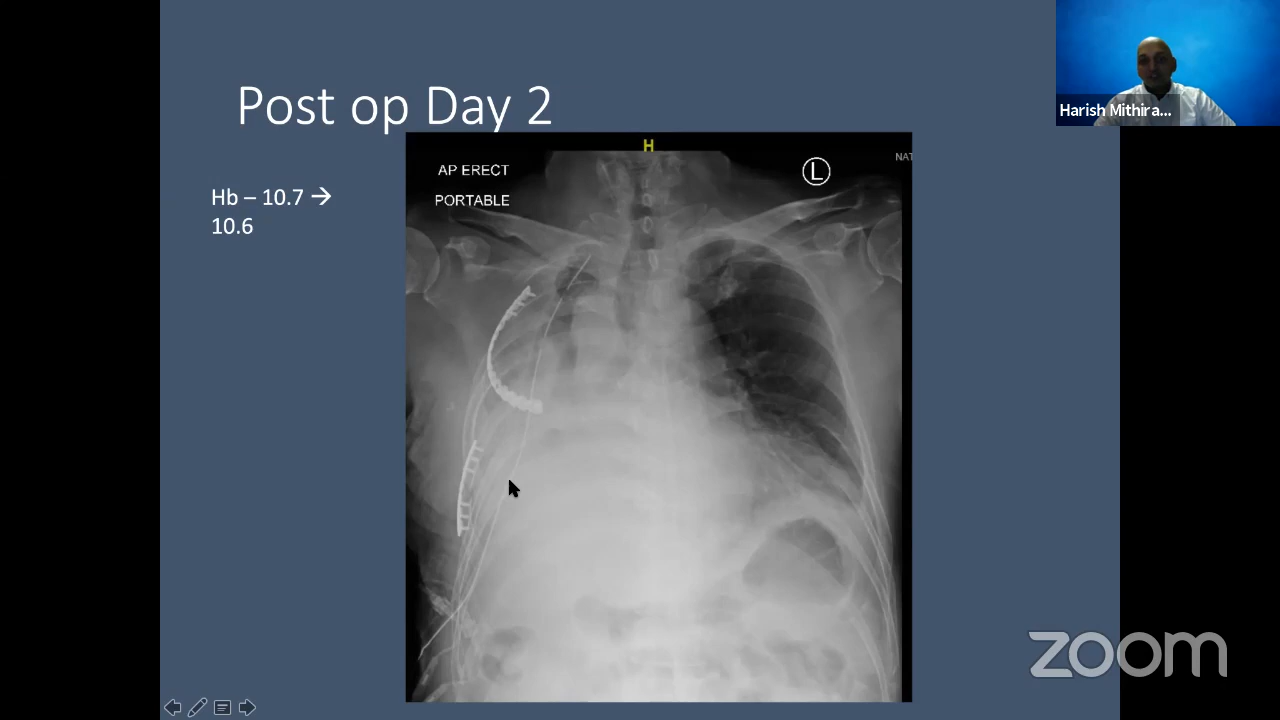 Post op Day 2
Hb – 10.7 →
10.6
H
AP ERECT
PORTABLE
L
NAT
Harish Mithira...
zoom